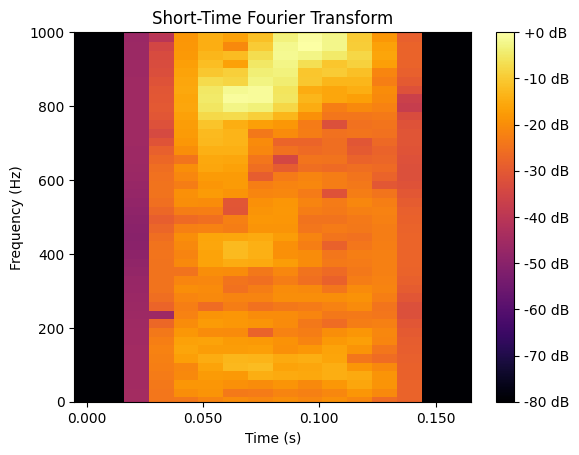 Short-Time Fourier Transform
1000
800
600
400
200
0
Frequency (Hz)
0.000
0.050
0.100
0.150
Time (s)
+0 dB
-10 dB
-20 dB
-30 dB
-40 dB
-50 dB
-60 dB
-70 dB
-80 dB